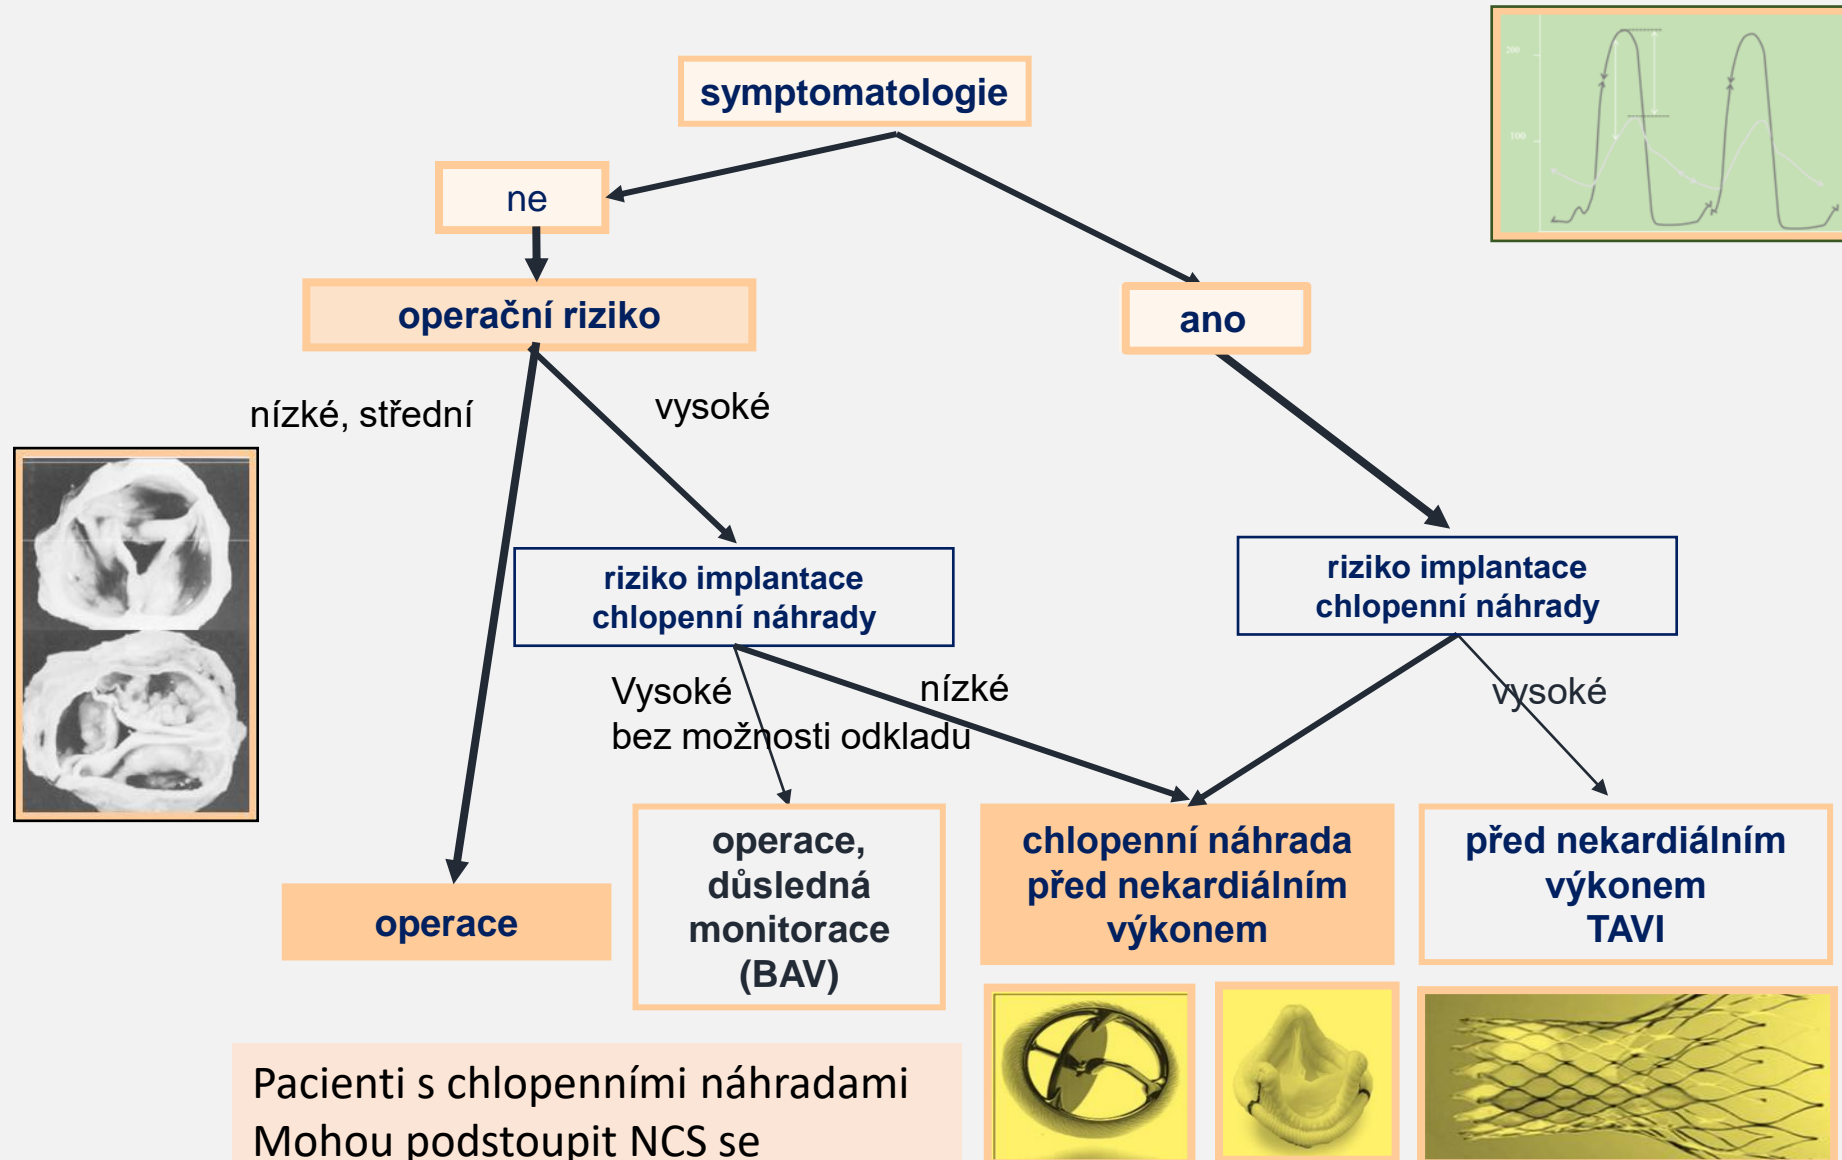 symptomatologie
200
100
ne
operační riziko
ano
nízké, střední
vysoké
riziko implantace
chlopenní náhrady
riziko implantace
chlopenní náhrady
Vysoké
bez možnosti odkladu
nízké
vysoké
operace
operace,
důsledná
monitorace
(BAV)
chlopenní náhrada
před nekardiálním
výkonem
před nekardiálním
výkonem
TAVI
Pacienti s chlopenními náhradami
Mohou podstoupit NCS se